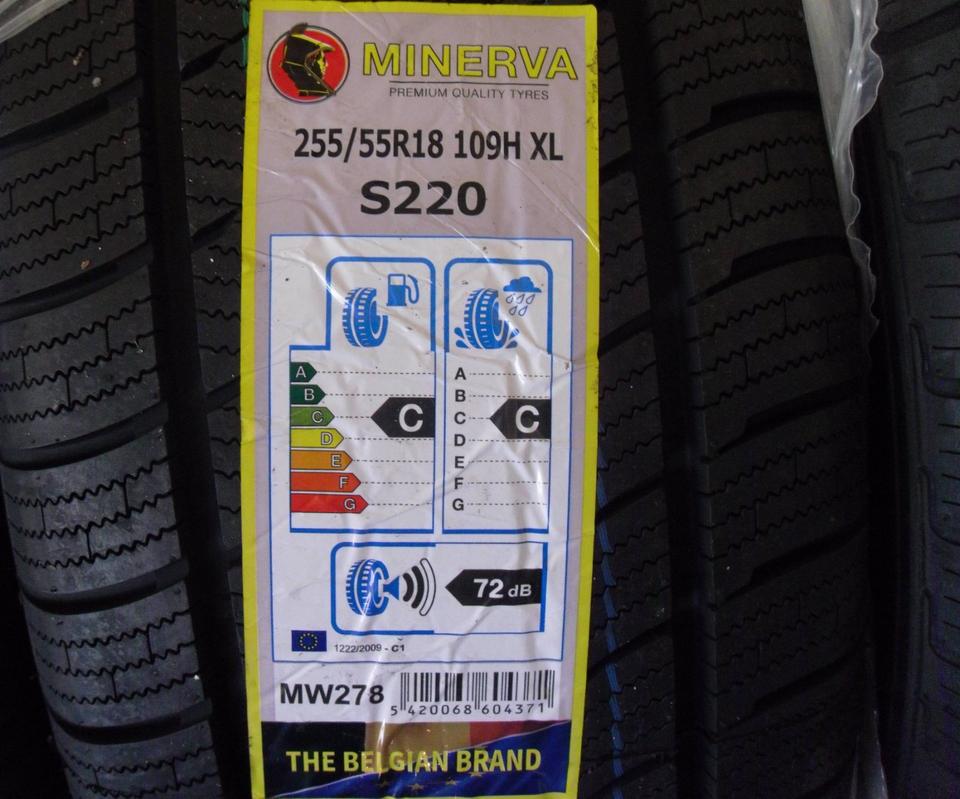 MINERVA
PREMIUM QUALITY TYRES
255/55R18 109H XL
S220
A A
B B
C C C C
D D
E E
F F
G G
72 dB
1222/2009 - C1
MW278
5 420068 604371
THE BELGIAN BRAND